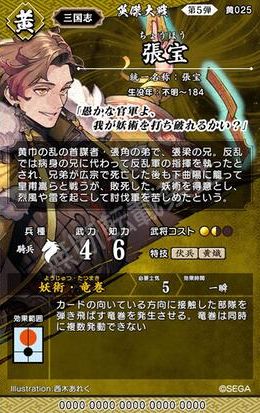 黄
三国志
英傑大戦
第5弾
黄025
ちょうほう
張宝
統一名称：張宝
生没年：不明～184
「愚かな官軍よ、
我が妖術を打ち破れるかい？」
黄巾の乱の首謀者・張角の弟で、張梁の兄。反乱
では病身の兄に代わって反乱軍の指揮を執ったと
され、兄弟が広宗で死亡した後も下曲陽に籠って
皇甫嵩らと戦うが、敗死した。妖術を得意とし、
烈風や雷を起こして討伐軍を苦しめたという。
兵種
武力
知力
武将コスト
騎兵
4
6
特技
伏兵
黄熾
ようじゅつ・たつまき
妖術・竜巻
必要士気
5
効果時間
一瞬
効果範囲
カードの向いている方向に接触した部隊を
弾き飛ばす竜巻を発生させる。竜巻は同時
に複数発動できない
Illustration:西木あれく
©SEGA
0000 0000 0000 0000 0000